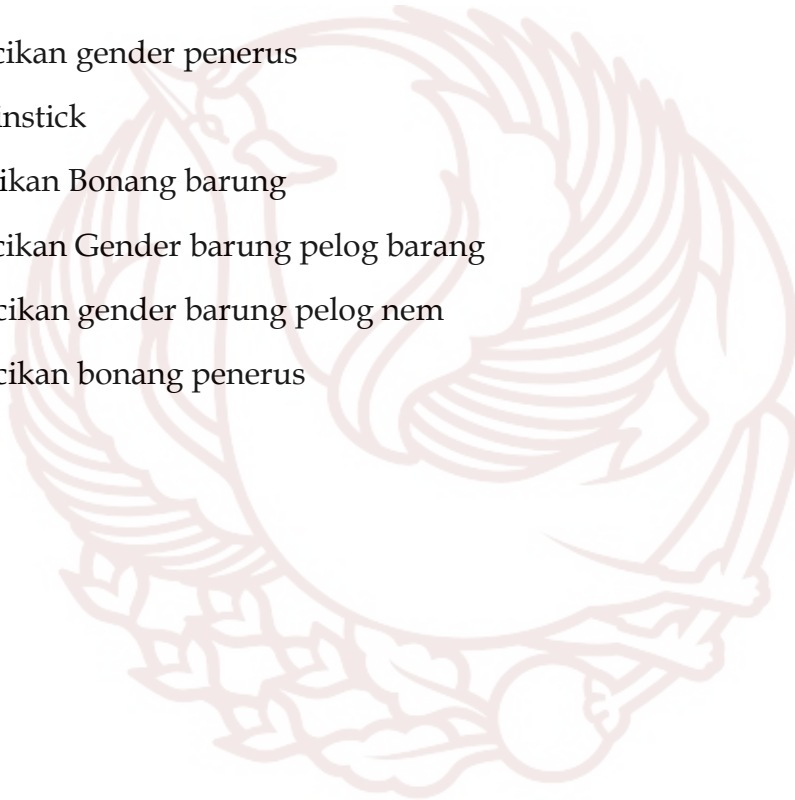 cikan gender penerus
instick
ikan Bonang barung
cikan Gender barung pelog barang
cikan gender barung pelog nem
cikan bonang penerus